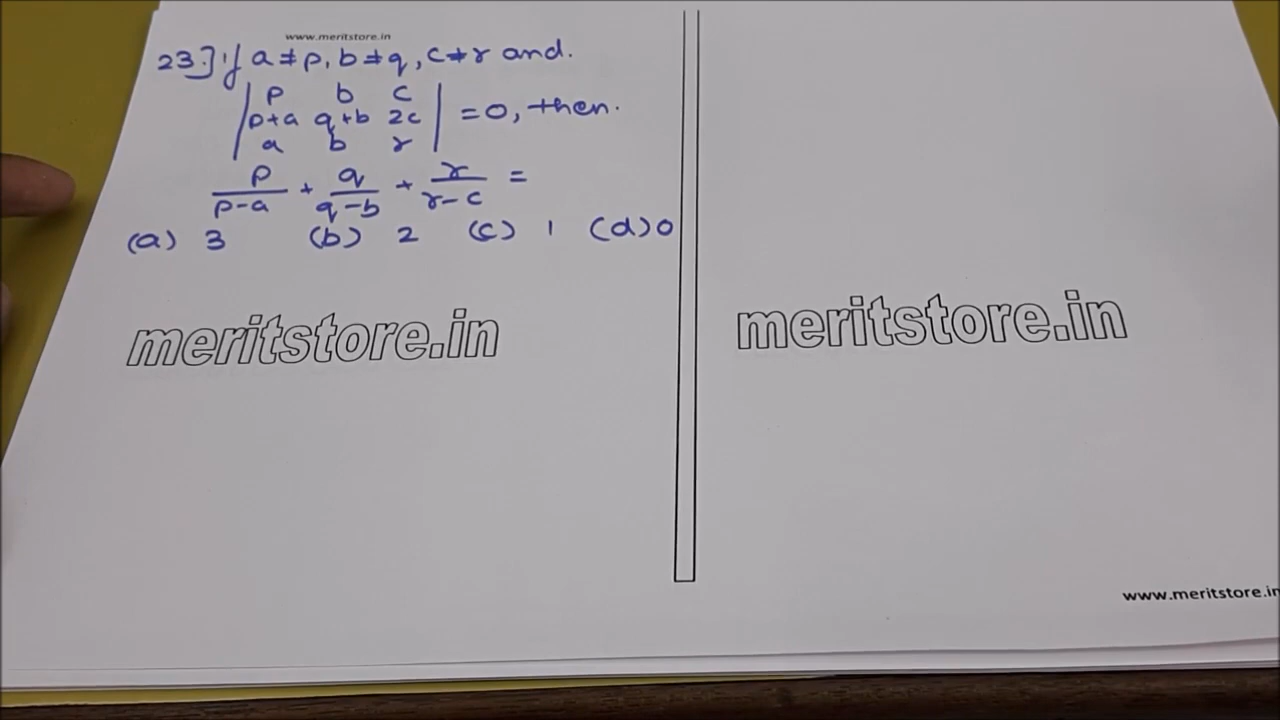 www.meritstore.in
23.] If a ≠ p, b ≠ q, c ≠ r and.
| p b c |
| p+a q+b 2c | = 0, then.
| a b r |
p/(p-a) + q/(q-b) + r/(r-c) =
(a) 3 (b) 2 (c) 1 (d) 0
meritstore.in
meritstore.in
www.meritstore.in